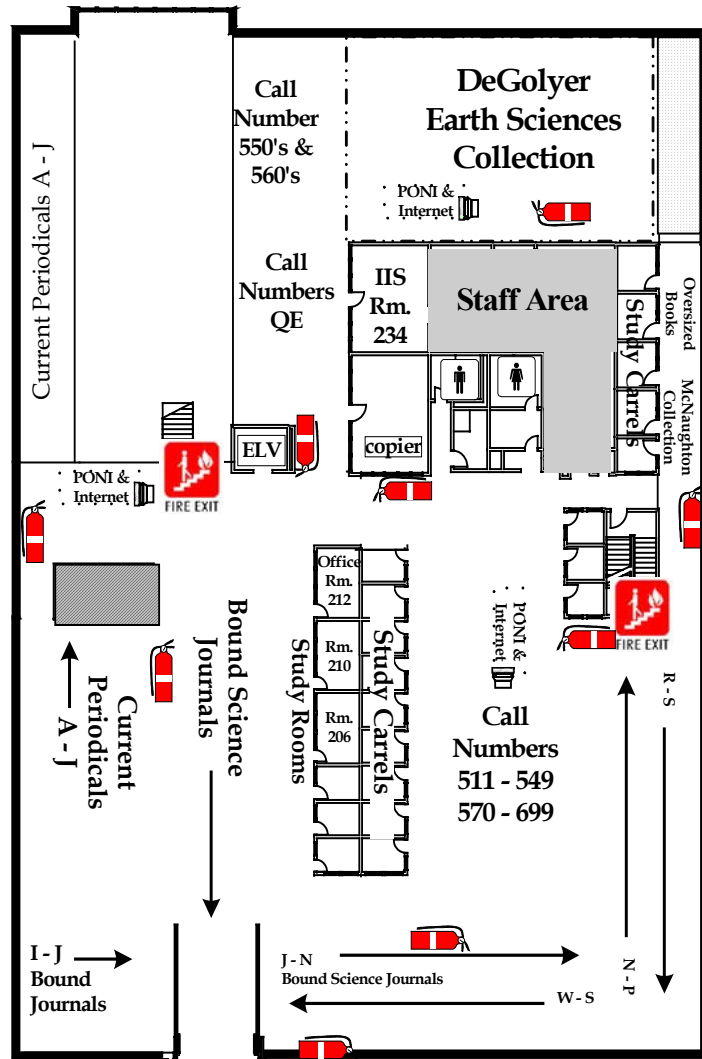 Call
Number
550's &
560's
DeGolyer
Earth Sciences
Collection
PONI &
Internet
Current Periodicals A - J
Call
Numbers
QE
IIS
Rm.
234
Staff Area
Study Carrels
Oversized
Books
McNaughton
Collection
ELV
copier
PONI &
Internet
FIRE EXIT
Office
Rm.
212
Rm.
210
Rm.
206
Study Rooms
Study Carrels
PONI &
Internet
FIRE EXIT
Bound Science
Journals
Current
Periodicals
A - J
Call
Numbers
511 - 549
570 - 699
R - S
I - J
Bound
Journals
J - N
Bound Science Journals
W - S
N - P